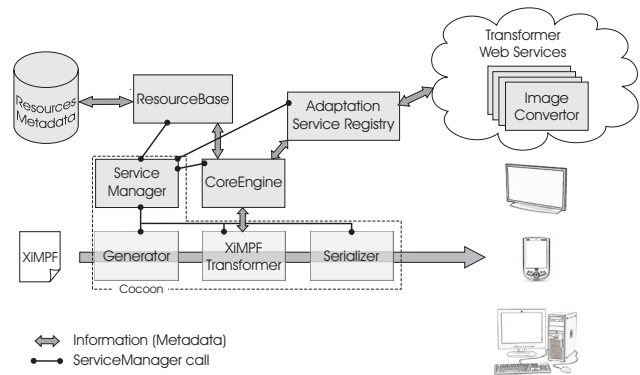 Transformer
Web Services
Image
Convertor
Resources
Metadata
ResourceBase
Adaptation
Service Registry
Service
Manager
CoreEngine
XiMPF
Generator
XiMPF
Transformer
Serializer
Cocoon
Information (Metadata)
ServiceManager call